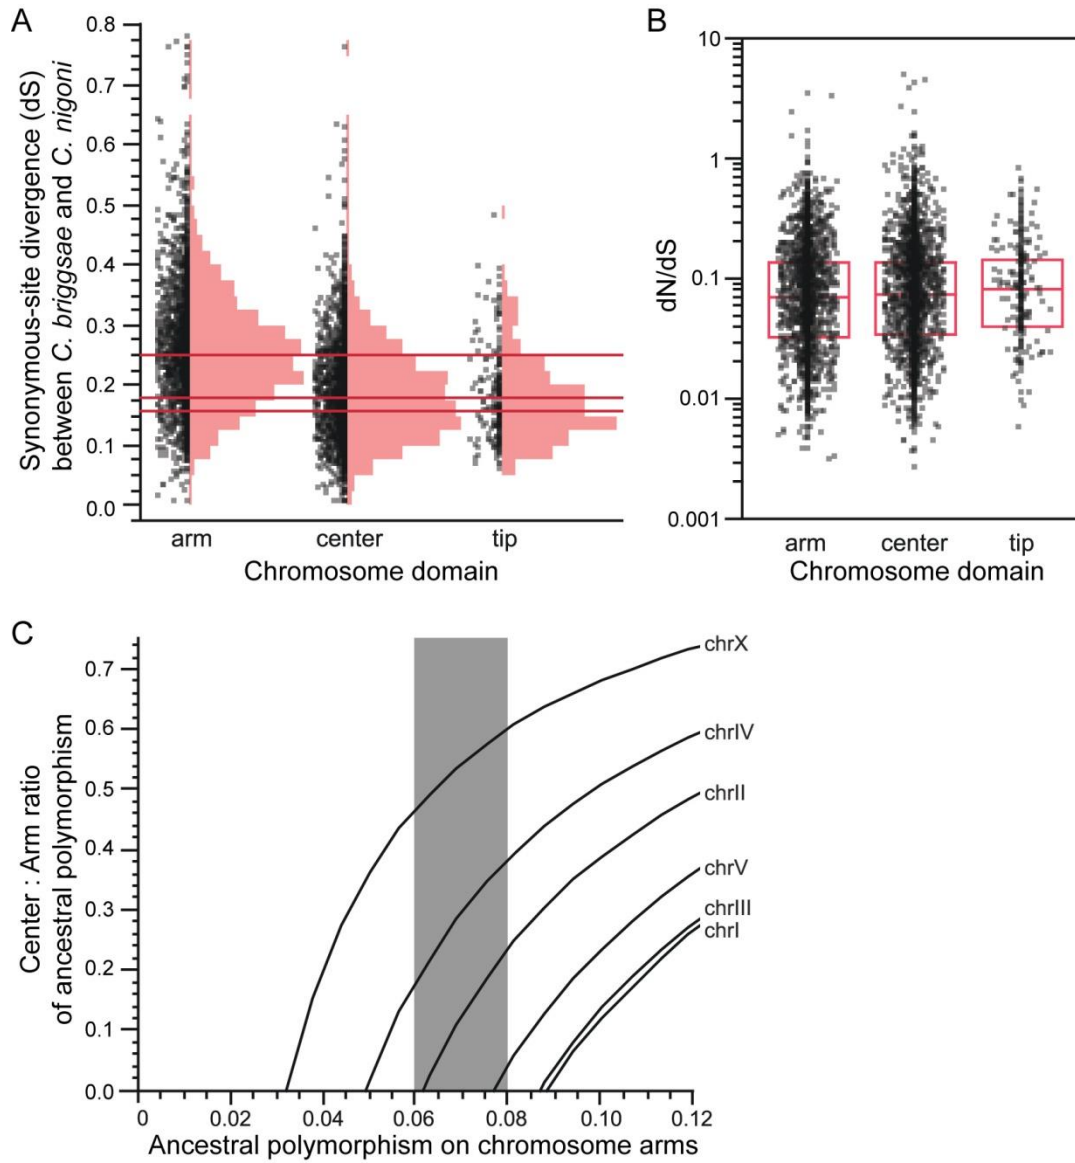 A
Synonymous-site divergence (dS)
between C. briggsae and C. nigoni
0.8
0.7
0.6
0.5
0.4
0.3
0.2
0.1
0.0
arm center tip
Chromosome domain
B
dN/dS
10
1
0.1
0.01
0.001
arm center tip
Chromosome domain
C
Center : Arm ratio
of ancestral polymorphism
0.7
0.6
0.5
0.4
0.3
0.2
0.1
0.0
chrX
chrIV
chrII
chrV
chrIII
chrI
0 0.02 0.04 0.06 0.08 0.10 0.12
Ancestral polymorphism on chromosome arms